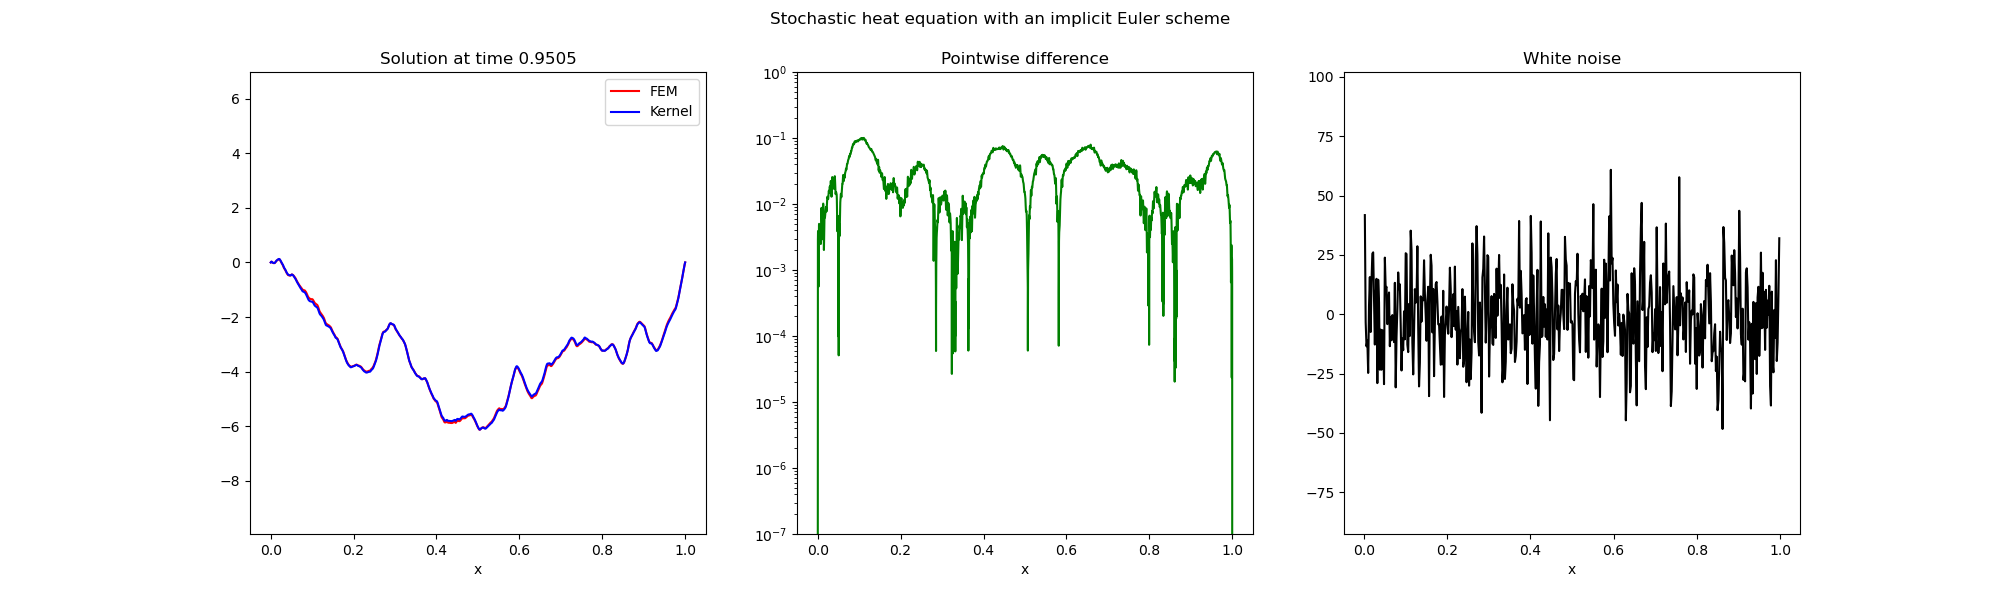 Stochastic heat equation with an implicit Euler scheme
Solution at time 0.9505
FEM
Kernel
6
4
2
0
−2
−4
−6
−8
0.0 0.2 0.4 0.6 0.8 1.0
x
Pointwise difference
10^0
10^−1
10^−2
10^−3
10^−4
10^−5
10^−6
10^−7
0.0 0.2 0.4 0.6 0.8 1.0
x
White noise
100
75
50
25
0
−25
−50
−75
0.0 0.2 0.4 0.6 0.8 1.0
x